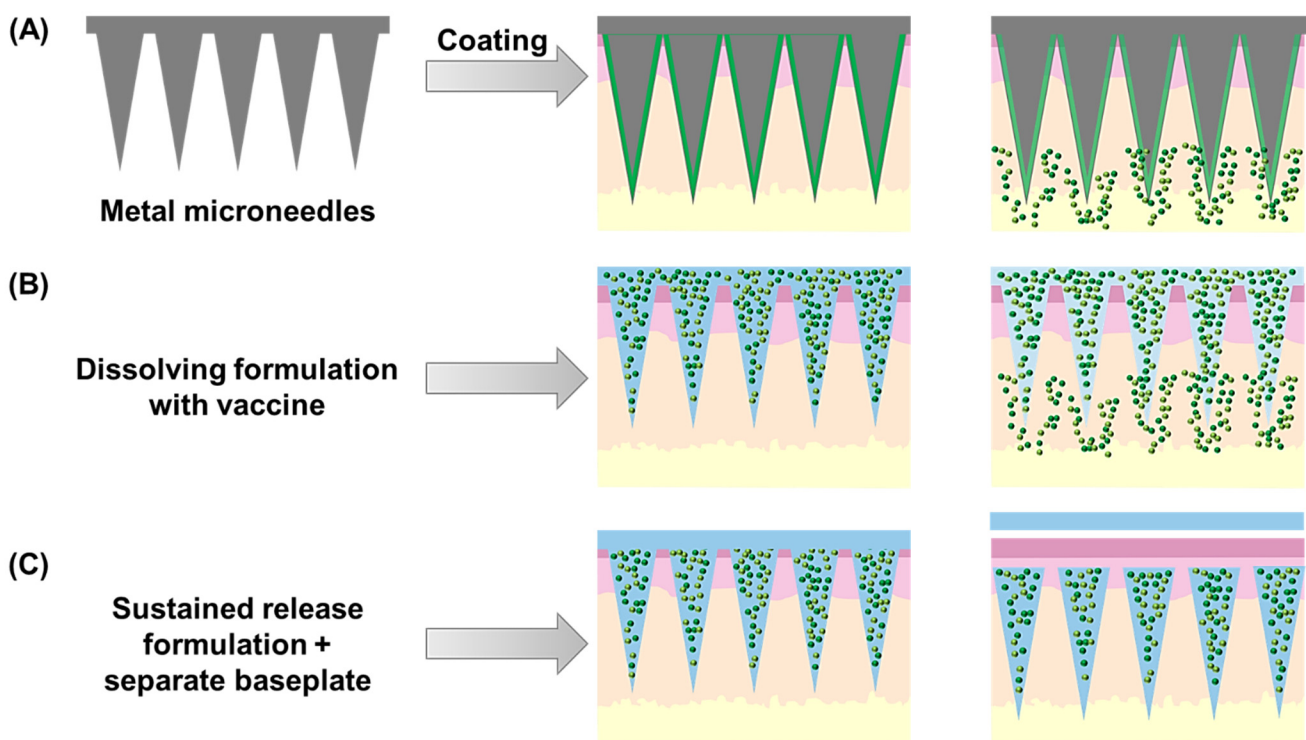 (A)
Coating
Metal microneedles
(B)
Dissolving formulation
with vaccine
(C)
Sustained release
formulation +
separate baseplate